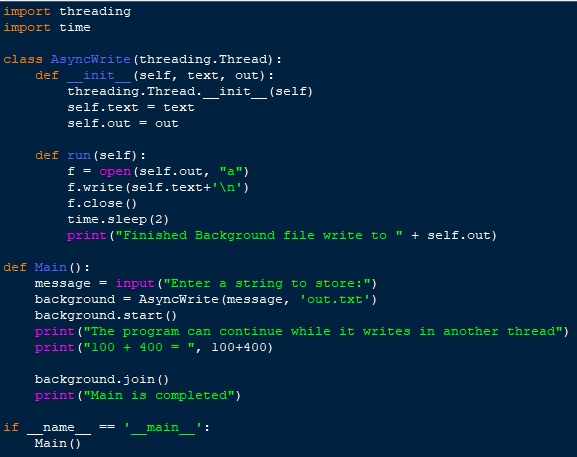 import threading
import time

class AsyncWrite(threading.Thread):
    def __init__(self, text, out):
        threading.Thread.__init__(self)
        self.text = text
        self.out = out

    def run(self):
        f = open(self.out, "a")
        f.write(self.text+'\n')
        f.close()
        time.sleep(2)
        print("Finished Background file write to " + self.out)

def Main():
    message = input("Enter a string to store:")
    background = AsyncWrite(message, 'out.txt')
    background.start()
    print("The program can continue while it writes in another thread")
    print("100 + 400 = ", 100+400)

    background.join()
    print("Main is completed")

if __name__ == '__main__':
    Main()